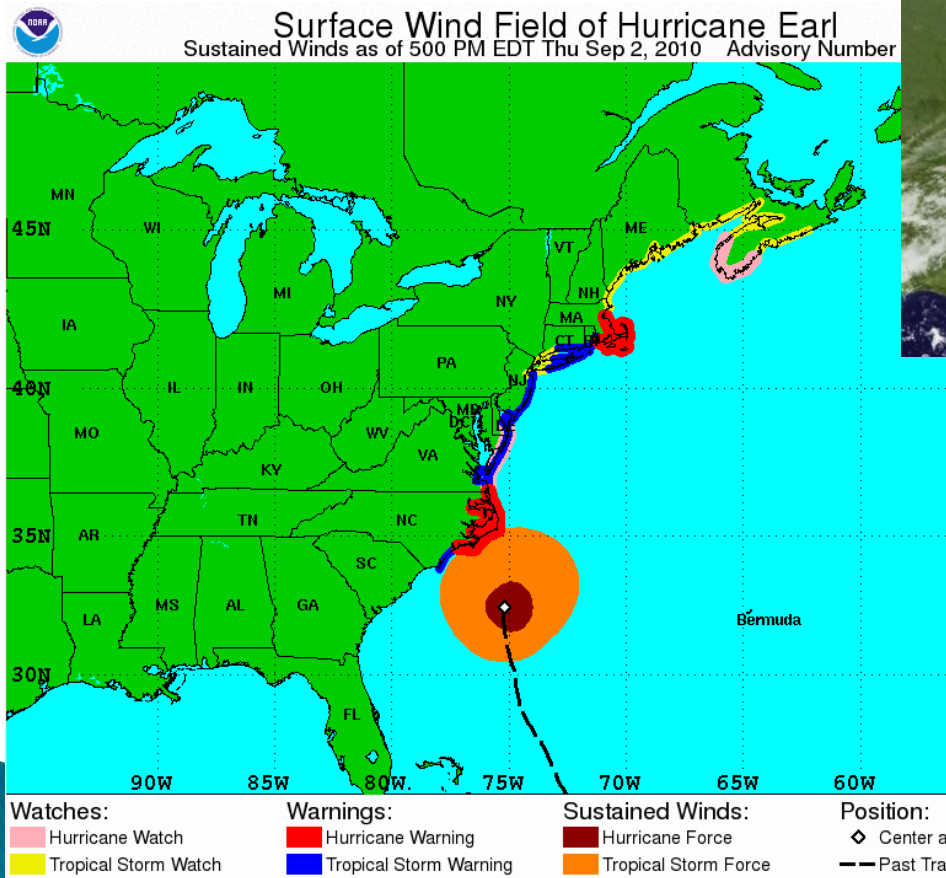 NOAA
Surface Wind Field of Hurricane Earl
Sustained Winds as of 500 PM EDT Thu Sep 2, 2010 Advisory Number
MN
WI
ME
45N
VT
MI
NH
NY
MA
IA
CT
PA
NJ
40N
IL
IN
OH
MD
DC
DE
MO
WV
VA
KY
TN
NC
35N
AR
SC
MS
AL
GA
LA
Bermuda
30N
FL
90W 85W 80W 75W 70W 65W 60W
Watches: Warnings: Sustained Winds: Position:
Hurricane Watch Hurricane Warning Hurricane Force Center a
Tropical Storm Watch Tropical Storm Warning Tropical Storm Force Past Tra